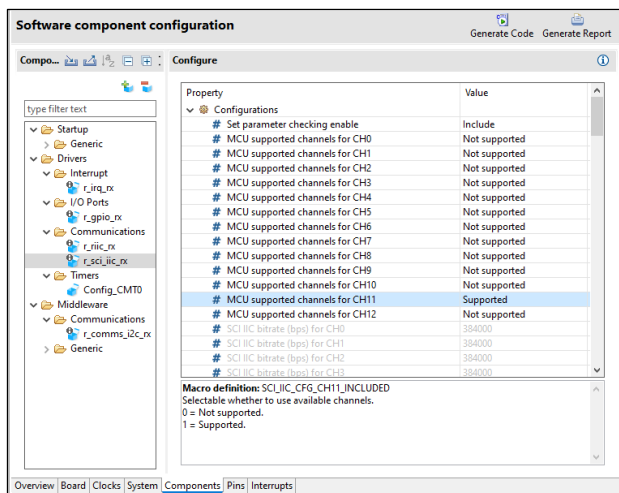 Software component configuration
Generate Code Generate Report
Compo...
Configure
type filter text
Startup
Generic
Drivers
Interrupt
r_irq_rx
I/O Ports
r_gpio_rx
Communications
r_riic_rx
r_sci_iic_rx
Timers
Config_CMT0
Middleware
Communications
r_comms_i2c_rx
Generic
Property Value
Configurations
# Set parameter checking enable Include
# MCU supported channels for CH0 Not supported
# MCU supported channels for CH1 Not supported
# MCU supported channels for CH2 Not supported
# MCU supported channels for CH3 Not supported
# MCU supported channels for CH4 Not supported
# MCU supported channels for CH5 Not supported
# MCU supported channels for CH6 Not supported
# MCU supported channels for CH7 Not supported
# MCU supported channels for CH8 Not supported
# MCU supported channels for CH9 Not supported
# MCU supported channels for CH10 Not supported
# MCU supported channels for CH11 Supported
# MCU supported channels for CH12 Not supported
# SCI IIC bitrate (bps) for CH0 384000
# SCI IIC bitrate (bps) for CH1 384000
# SCI IIC bitrate (bps) for CH2 384000
# SCI IIC bitrate (bps) for CH3 384000
Macro definition: SCI_IIC_CFG_CH11_INCLUDED
Selectable whether to use available channels.
0 = Not supported.
1 = Supported.
Overview Board Clocks System Components Pins Interrupts